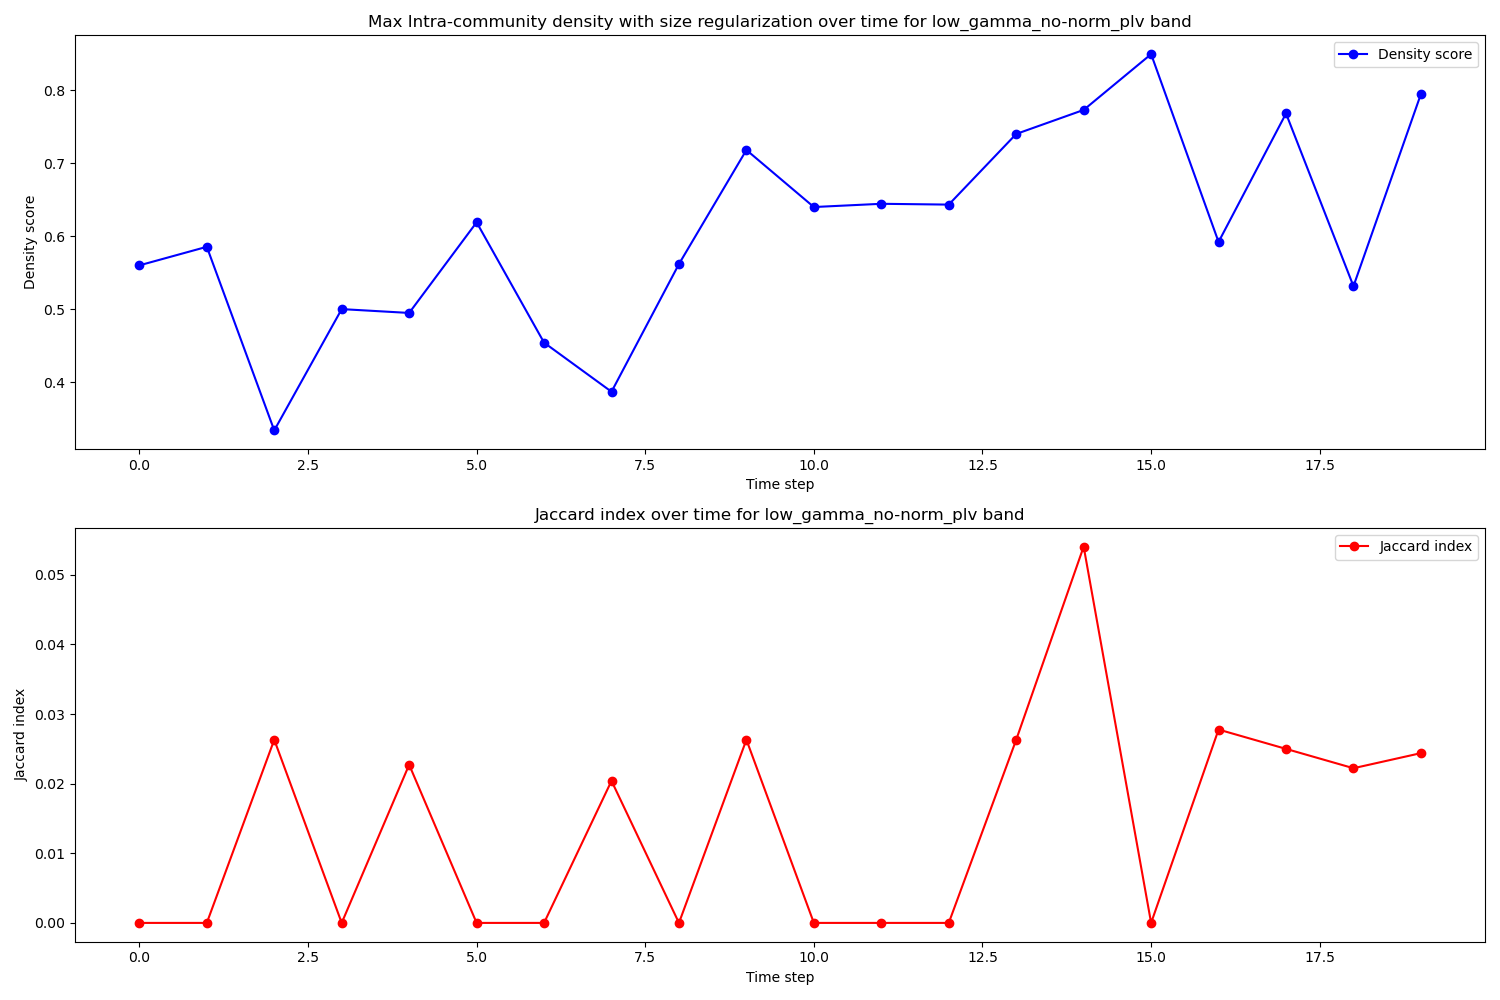 Max Intra-community density with size regularization over time for low_gamma_no-norm_plv band
Density score
0.8
0.7
0.6
0.5
0.4
Density score
0.0 2.5 5.0 7.5 10.0 12.5 15.0 17.5
Time step
Jaccard index over time for low_gamma_no-norm_plv band
Jaccard index
0.05
0.04
0.03
0.02
0.01
0.00
Jaccard index
0.0 2.5 5.0 7.5 10.0 12.5 15.0 17.5
Time step